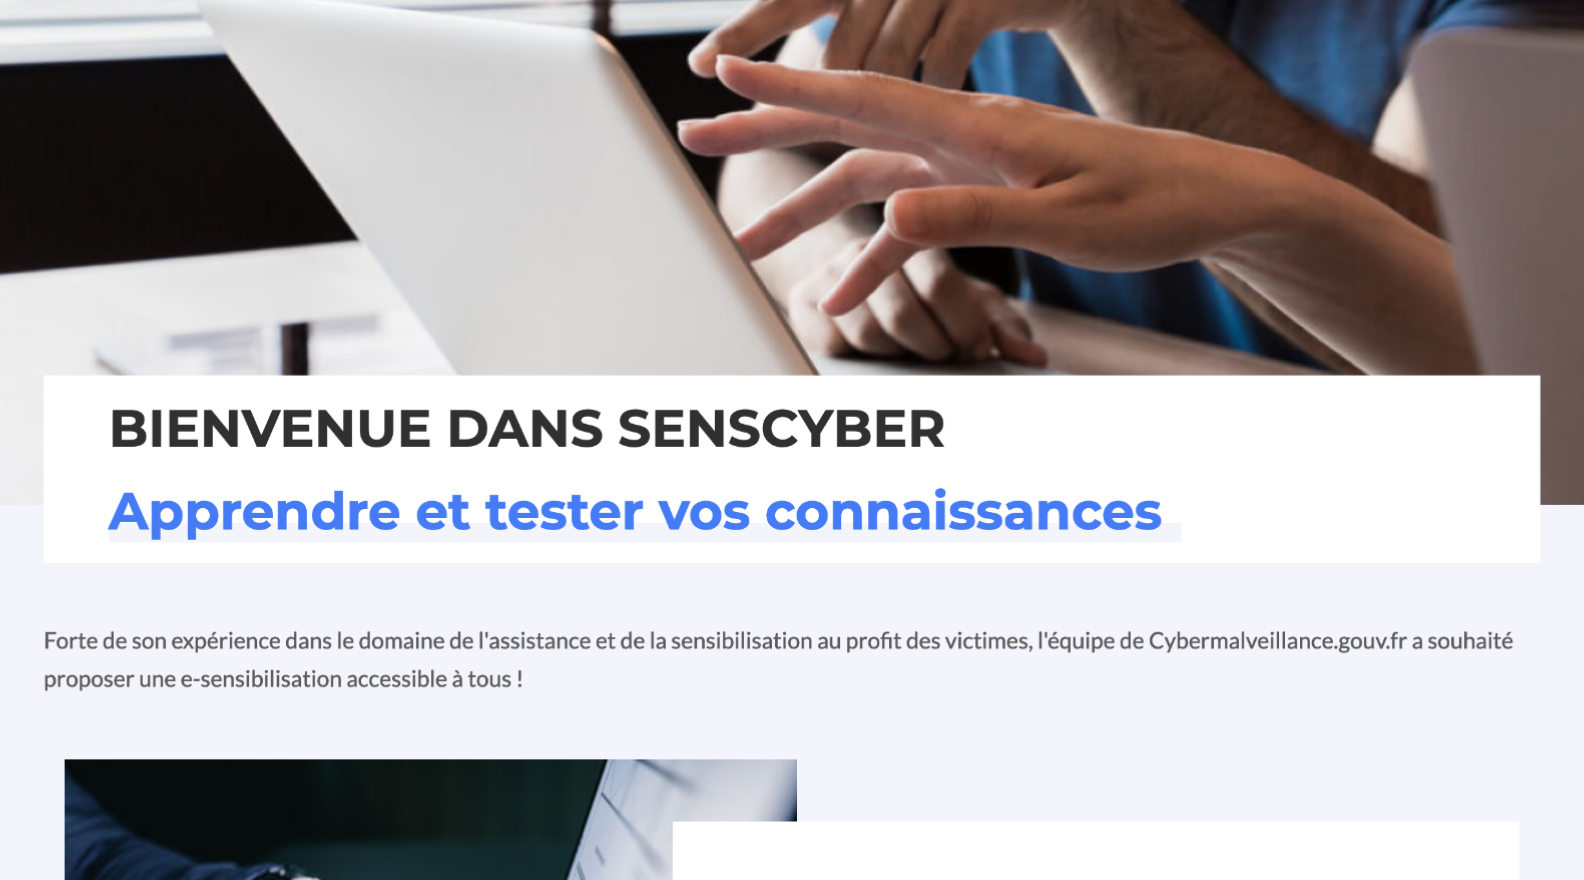 BIENVENUE DANS SENSCYBER
Apprendre et tester vos connaissances
Forte de son expérience dans le domaine de l'assistance et de la sensibilisation au profit des victimes, l'équipe de Cybermalveillance.gouv.fr a souhaité
proposer une e-sensibilisation accessible à tous !